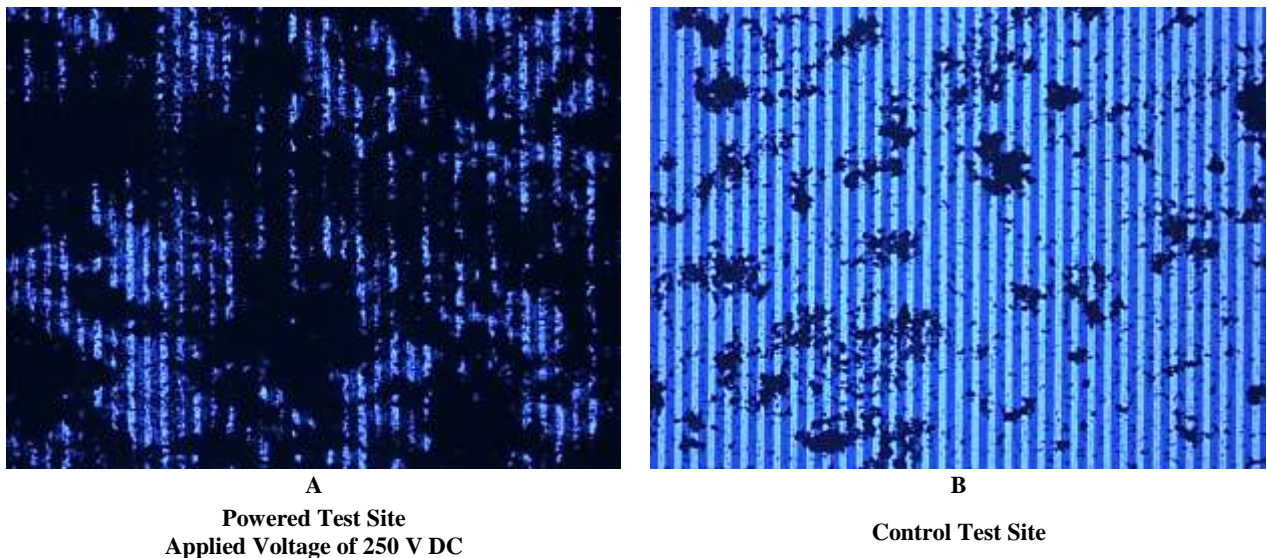 A
B
Powered Test Site
Applied Voltage of 250 V DC
Control Test Site